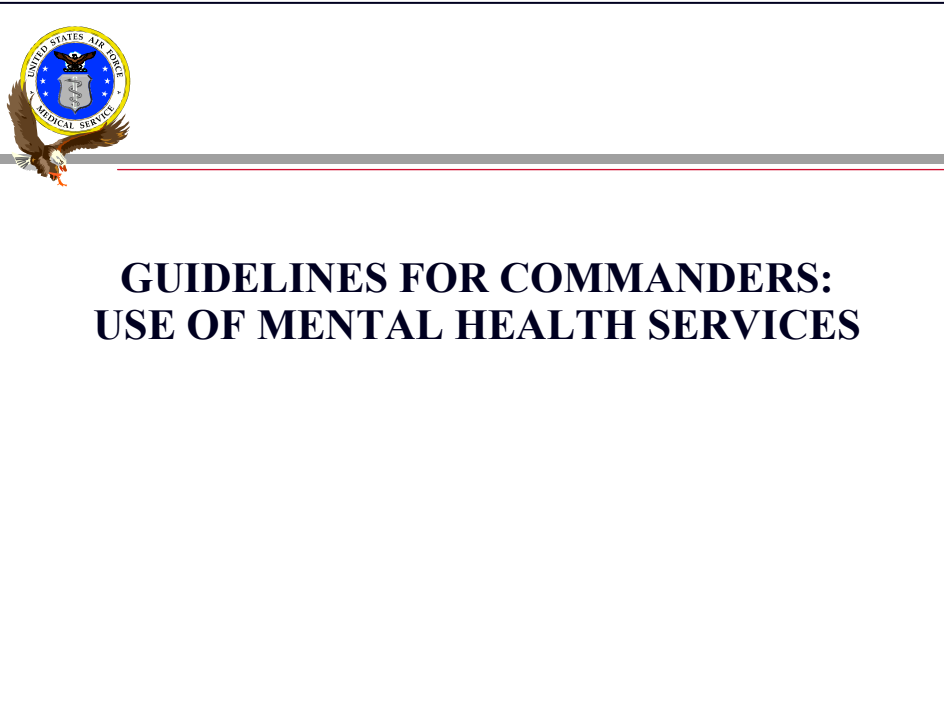 UNITED STATES AIR FORCE
MEDICAL SERVICE
GUIDELINES FOR COMMANDERS:
USE OF MENTAL HEALTH SERVICES